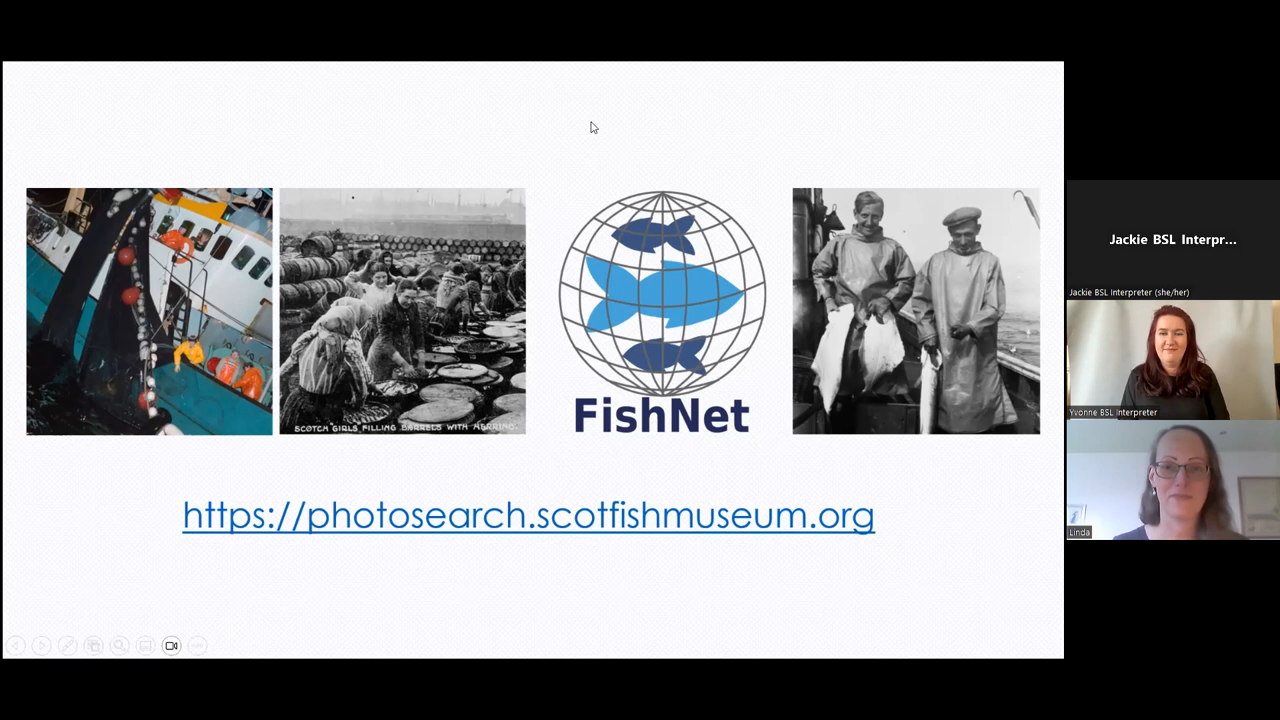 SCOTCH GIRLS FILLING BARRELS WITH HERRING.
FishNet
https://photosearch.scotfishmuseum.org
Jackie BSL Interpr...
Jackie BSL Interpreter (she/her)
Yvonne BSL Interpreter
Linda